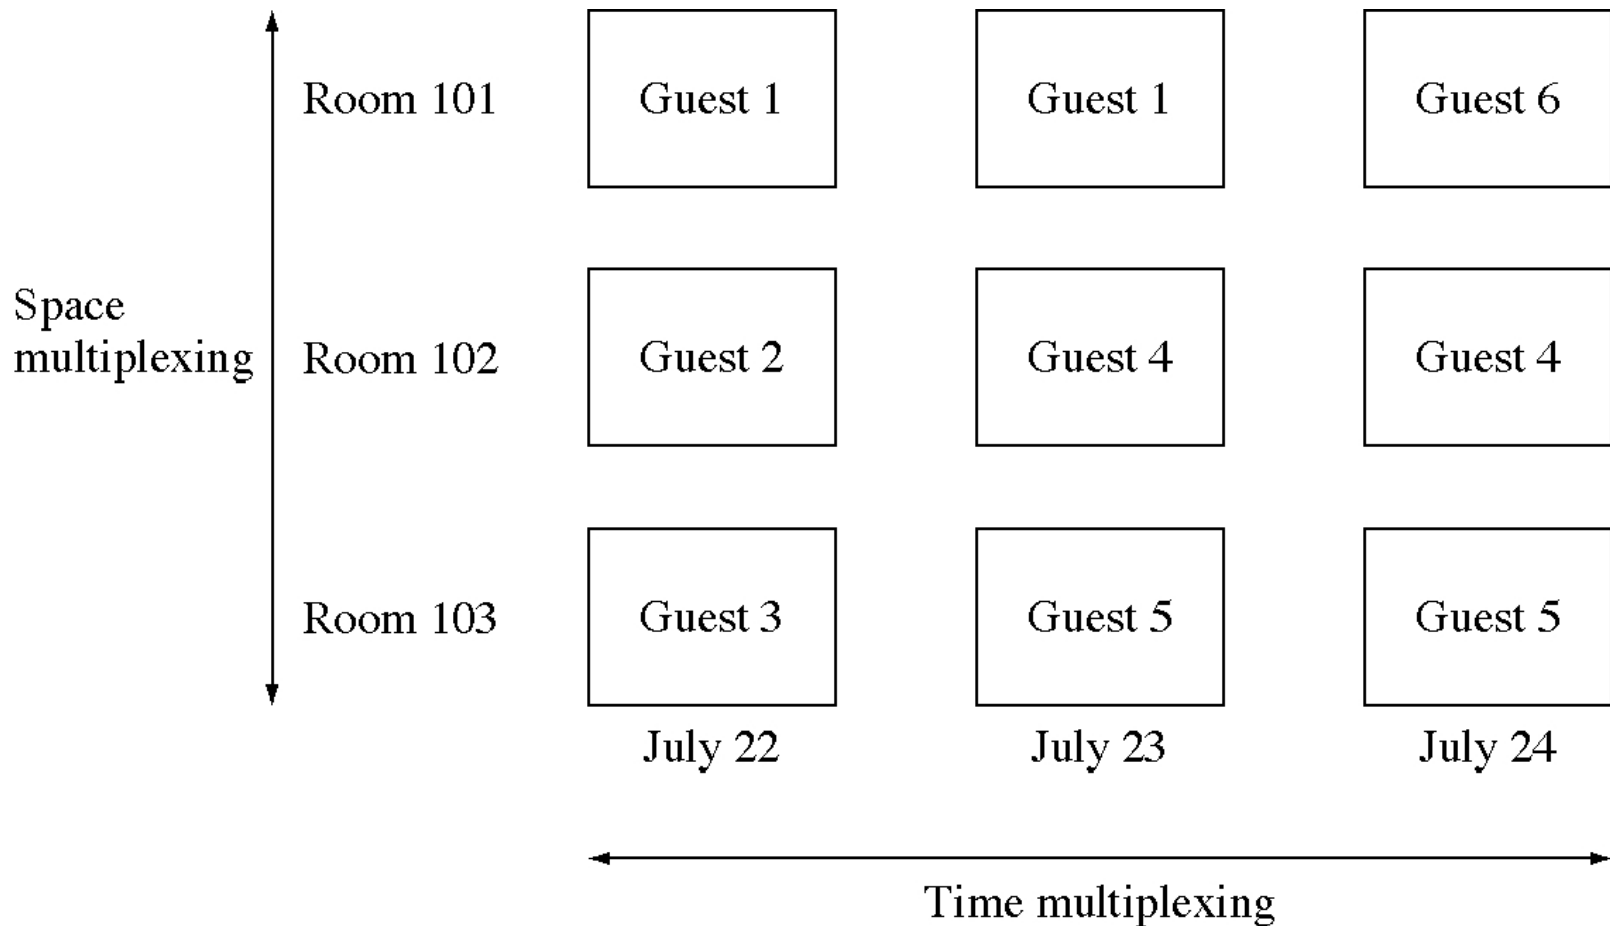 Room 101
Guest 1
Guest 1
Guest 6
Space
multiplexing
Room 102
Guest 2
Guest 4
Guest 4
Room 103
Guest 3
Guest 5
Guest 5
July 22
July 23
July 24
Time multiplexing